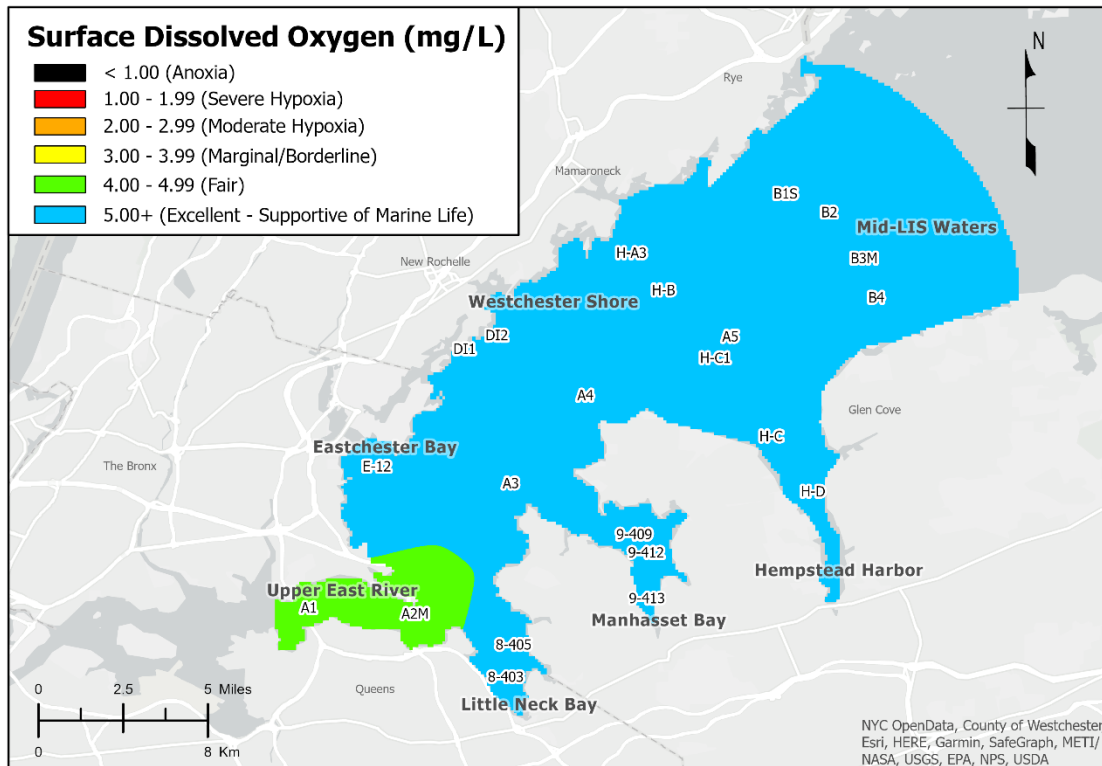 Surface Dissolved Oxygen (mg/L)
< 1.00 (Anoxia)
1.00 - 1.99 (Severe Hypoxia)
2.00 - 2.99 (Moderate Hypoxia)
3.00 - 3.99 (Marginal/Borderline)
4.00 - 4.99 (Fair)
5.00+ (Excellent - Supportive of Marine Life)
N
Rye
Mamaroneck
B1S
B2
Mid-LIS Waters
H-A3
B3M
New Rochelle
H-B
B4
Westchester Shore
DI2
A5
DI1
H-C1
A4
Glen Cove
H-C
Eastchester Bay
The Bronx
E-12
A3
H-D
9-409
9-412
Hempstead Harbor
Upper East River
9-413
A1
A2M
Manhasset Bay
8-405
8-403
Queens
Little Neck Bay
0 2.5 5 Miles
0 8 Km
NYC OpenData, County of Westchester,
Esri, HERE, Garmin, SafeGraph, METI/
NASA, USGS, EPA, NPS, USDA